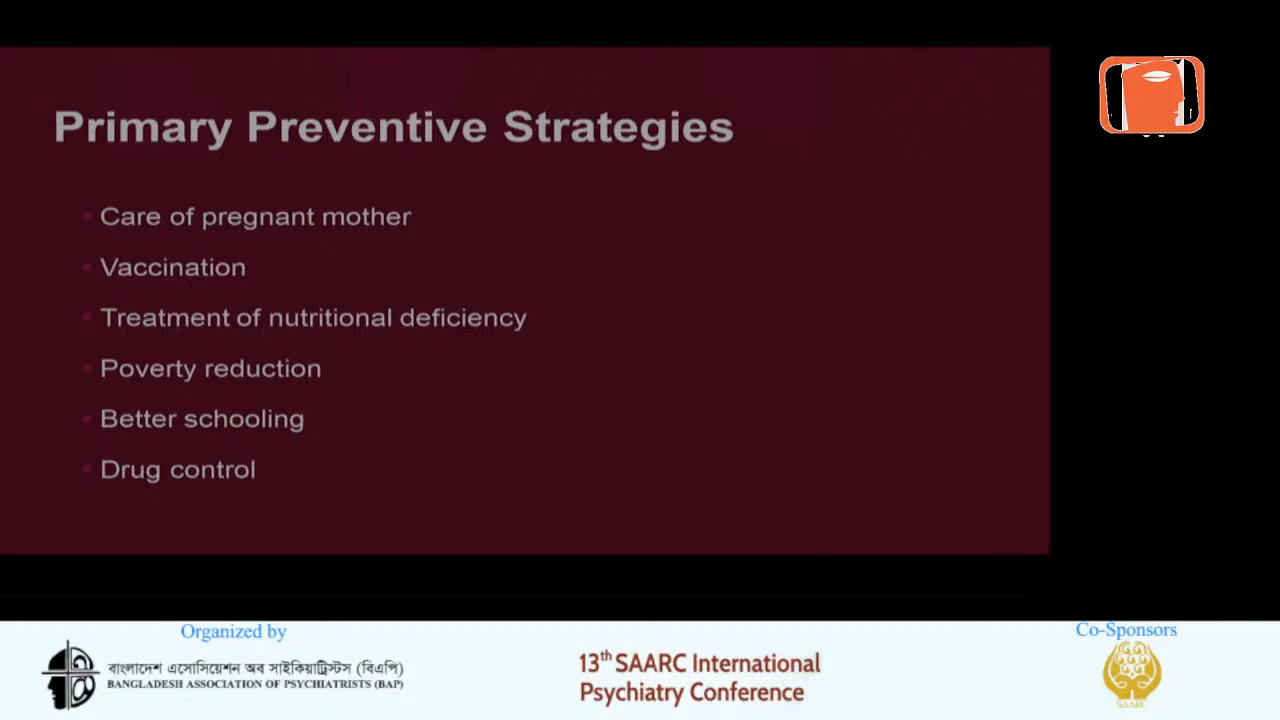 Primary Preventive Strategies
Care of pregnant mother
Vaccination
Treatment of nutritional deficiency
Poverty reduction
Better schooling
Drug control
Organized by
বাংলাদেশ এসোসিয়েশন অব সাইকিয়াট্রিস্টস (বিএপি)
BANGLADESH ASSOCIATION OF PSYCHIATRISTS (BAP)
13th SAARC International
Psychiatry Conference
Co-Sponsors
SAARC